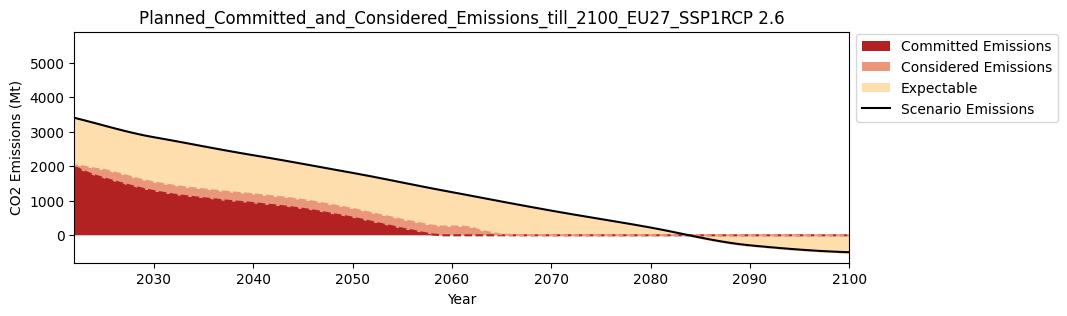 Planned_Committed_and_Considered_Emissions_till_2100_EU27_SSP1RCP 2.6
CO2 Emissions (Mt)
5000
4000
3000
2000
1000
0
2030 2040 2050 2060 2070 2080 2090 2100
Year
Committed Emissions
Considered Emissions
Expectable
Scenario Emissions